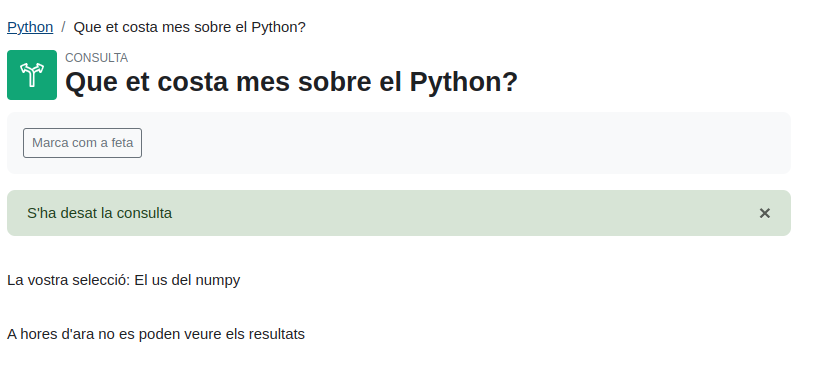 Python / Que et costa mes sobre el Python?
CONSULTA
Que et costa mes sobre el Python?
Marca com a feta
S'ha desat la consulta ×
La vostra selecció: El us del numpy
A hores d'ara no es poden veure els resultats